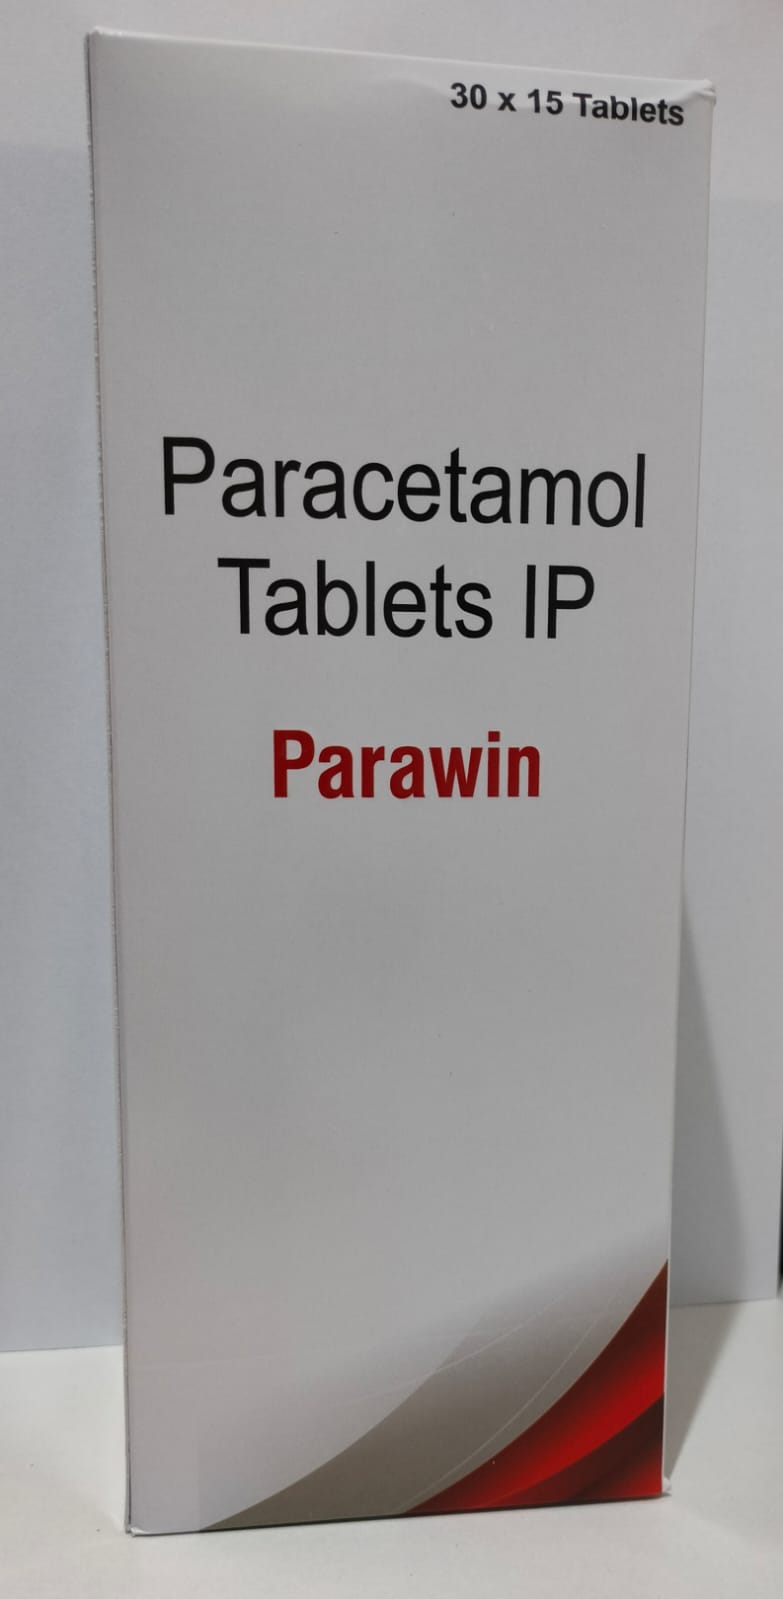 30 x 15 Tablets
Paracetamol
Tablets IP
Parawin